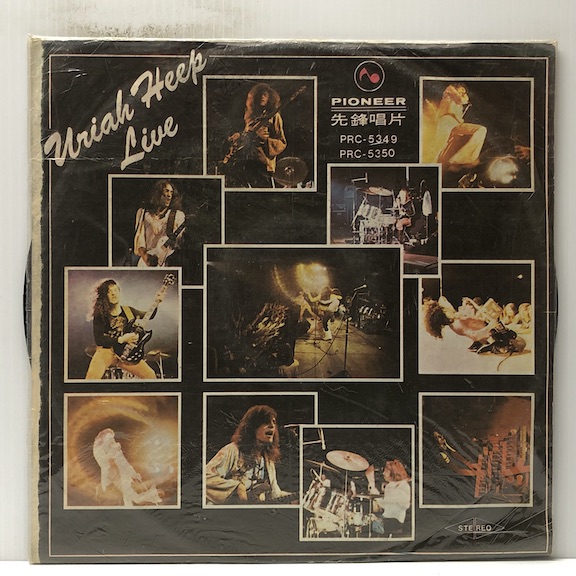 Uriah Heep
Live
PIONEER
先鋒唱片
PRC-5349
PRC-5350
STEREO